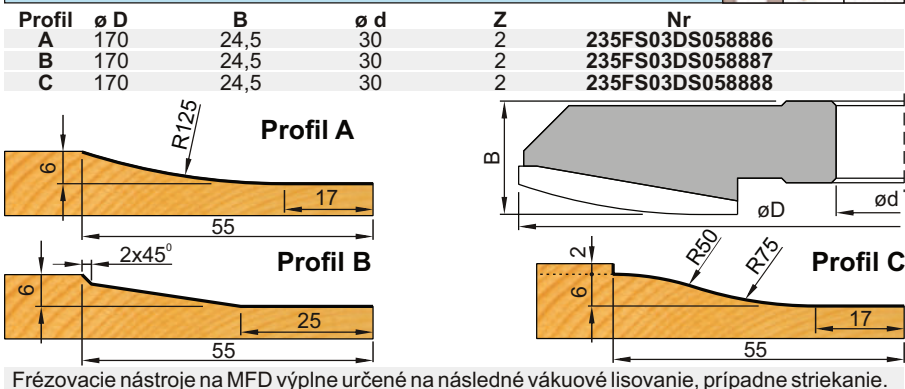 Profil ø D B ø d Z Nr
A 170 24,5 30 2 235FS03DS058886
B 170 24,5 30 2 235FS03DS058887
C 170 24,5 30 2 235FS03DS058888
R125
Profil A
6
17
55
B
øD
ød
2x45⁰
Profil B
6
25
55
R50
R75
Profil C
2
6
17
55
Frézovacie nástroje na MFD výplne určené na následné vákuové lisovanie, prípadne striekanie.